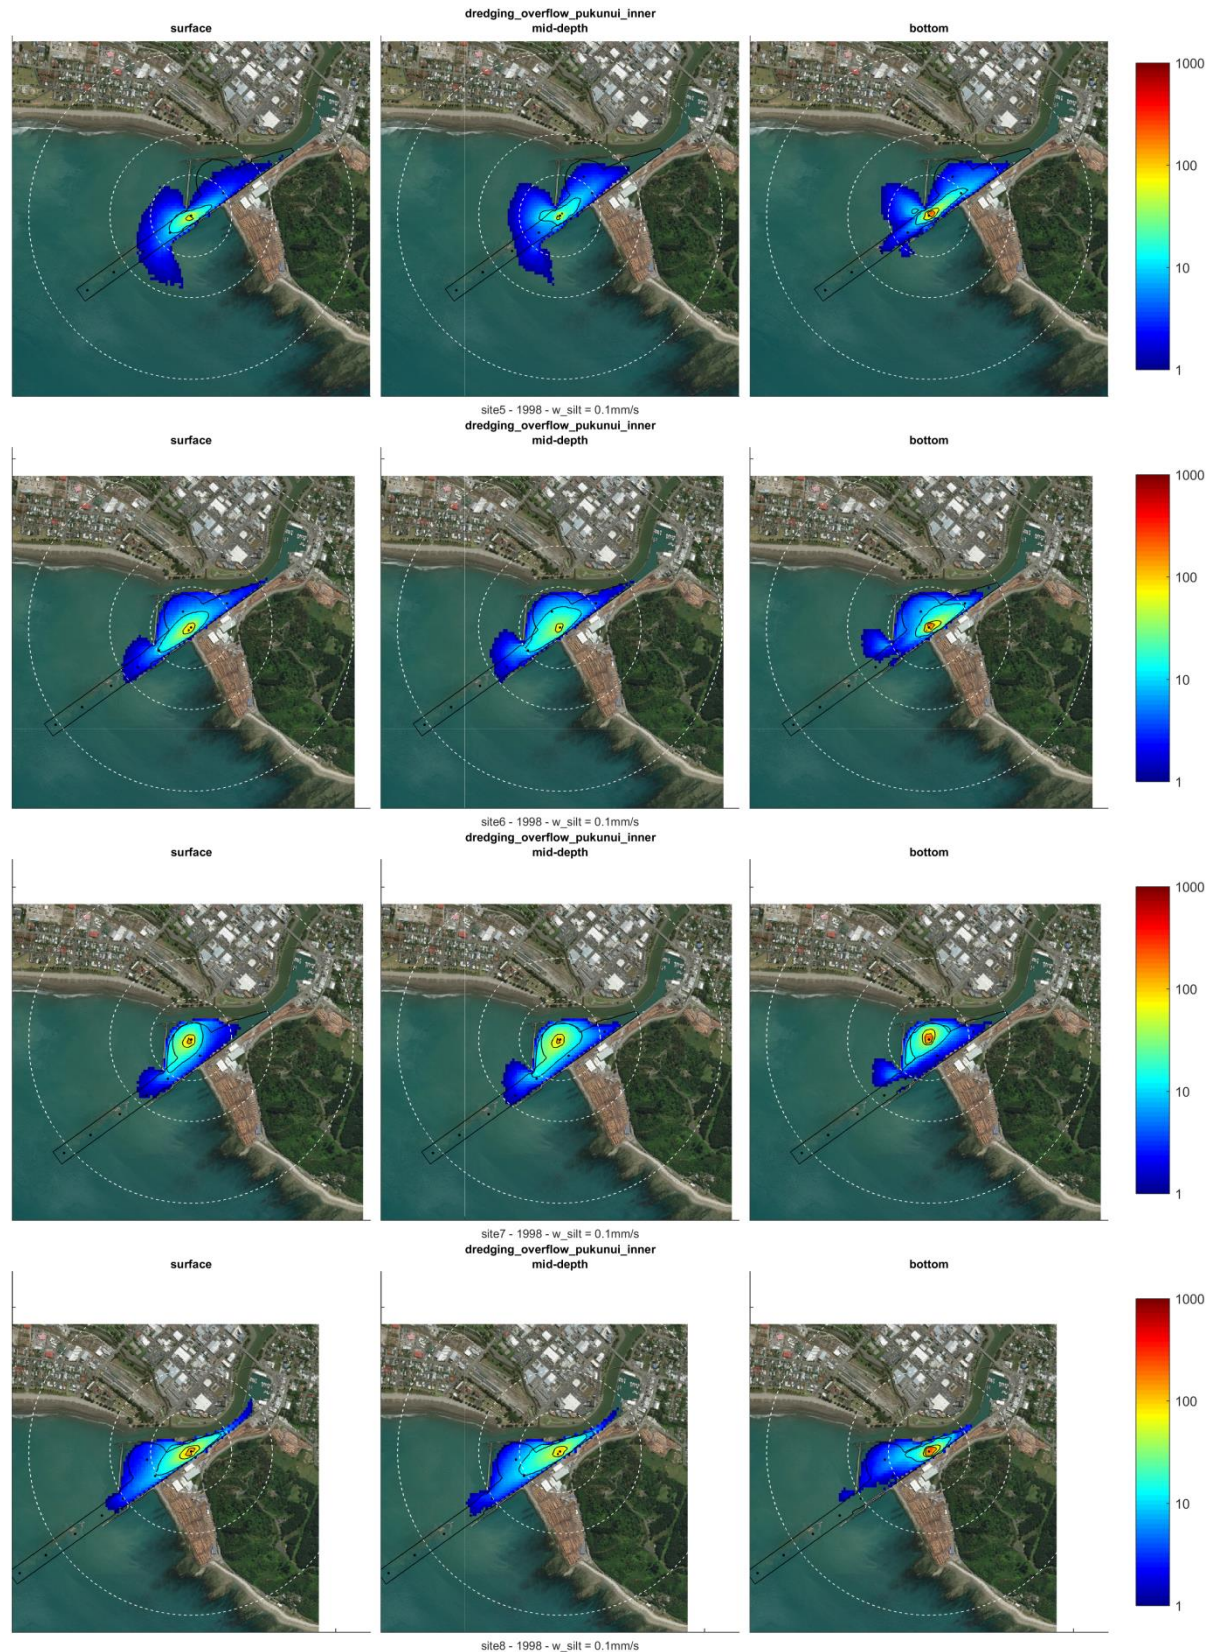 dredging_overflow_pukunui_inner
surface
mid-depth
bottom
1000
100
10
1
site5 - 1998 - w_silt = 0.1mm/s
dredging_overflow_pukunui_inner
surface
mid-depth
bottom
1000
100
10
1
site6 - 1998 - w_silt = 0.1mm/s
dredging_overflow_pukunui_inner
surface
mid-depth
bottom
1000
100
10
1
site7 - 1998 - w_silt = 0.1mm/s
dredging_overflow_pukunui_inner
surface
mid-depth
bottom
1000
100
10
1
site8 - 1998 - w_silt = 0.1mm/s